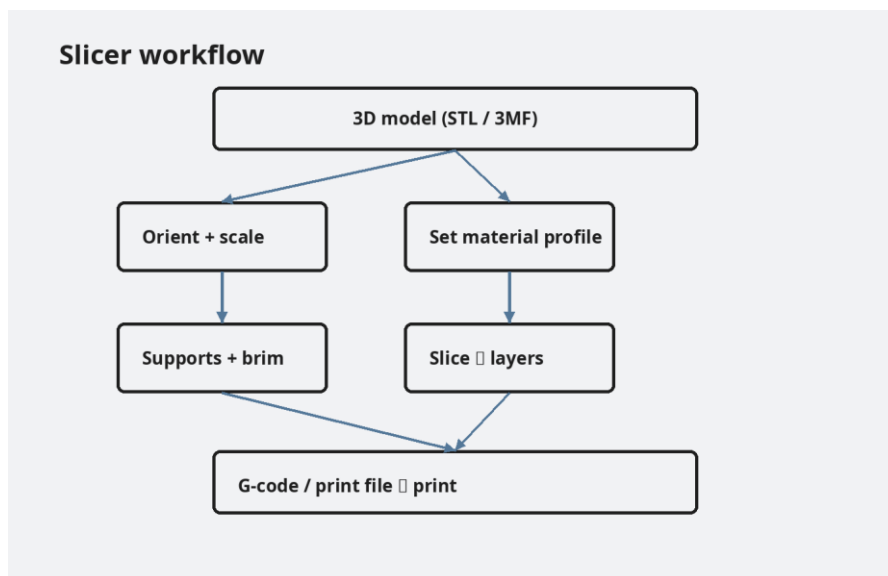 Slicer workflow
3D model (STL / 3MF)
Orient + scale
Set material profile
Supports + brim
Slice ▯ layers
G-code / print file ▯ print